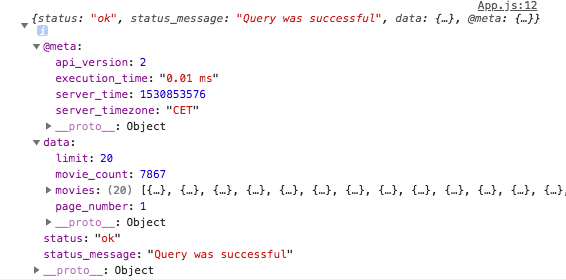 App.js:12
{status: "ok", status_message: "Query was successful", data: {…}, @meta: {…}}
i
@meta:
api_version: 2
execution_time: "0.01 ms"
server_time: 1530853576
server_timezone: "CET"
__proto__: Object
data:
limit: 20
movie_count: 7867
movies: (20) [{…}, {…}, {…}, {…}, {…}, {…}, {…}, {…}, {…}, {…}, {…}, {…}, {…},
page_number: 1
__proto__: Object
status: "ok"
status_message: "Query was successful"
__proto__: Object